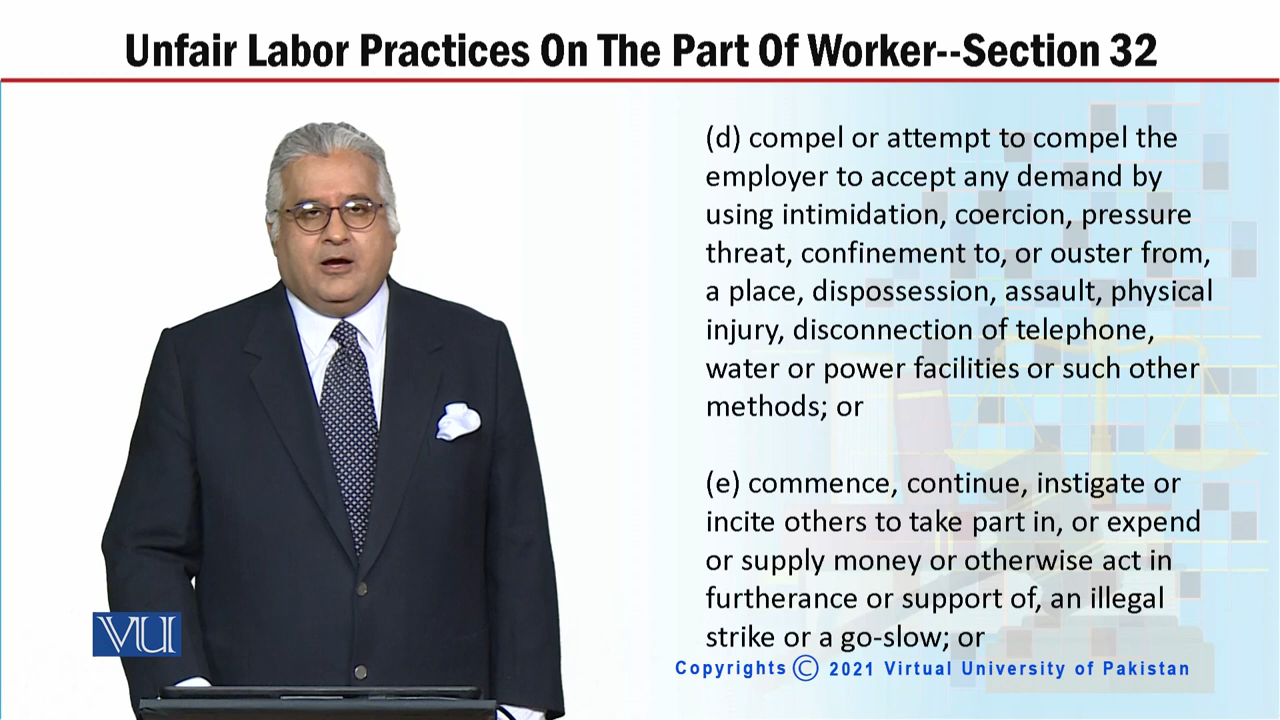 Unfair Labor Practices On The Part Of Worker--Section 32
(d) compel or attempt to compel the
employer to accept any demand by
using intimidation, coercion, pressure
threat, confinement to, or ouster from,
a place, dispossession, assault, physical
injury, disconnection of telephone,
water or power facilities or such other
methods; or
(e) commence, continue, instigate or
incite others to take part in, or expend
or supply money or otherwise act in
furtherance or support of, an illegal
strike or a go-slow; or
VU
Copyrights © 2021 Virtual University of Pakistan